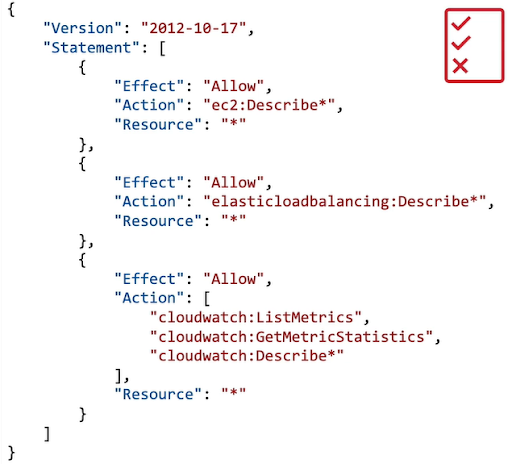 {
    "Version": "2012-10-17",
    "Statement": [
        {
            "Effect": "Allow",
            "Action": "ec2:Describe*",
            "Resource": "*"
        },
        {
            "Effect": "Allow",
            "Action": "elasticloadbalancing:Describe*",
            "Resource": "*"
        },
        {
            "Effect": "Allow",
            "Action": [
                "cloudwatch:ListMetrics",
                "cloudwatch:GetMetricStatistics",
                "cloudwatch:Describe*"
            ],
            "Resource": "*"
        }
    ]
}